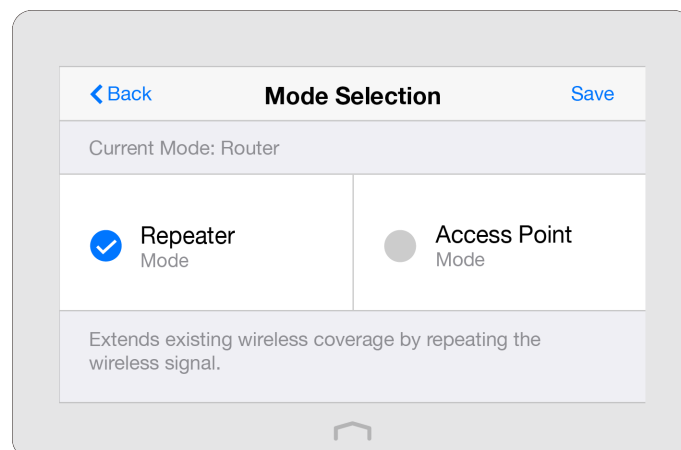 Back
Mode Selection
Save
Current Mode: Router
Repeater
Mode
Access Point
Mode
Extends existing wireless coverage by repeating the
wireless signal.